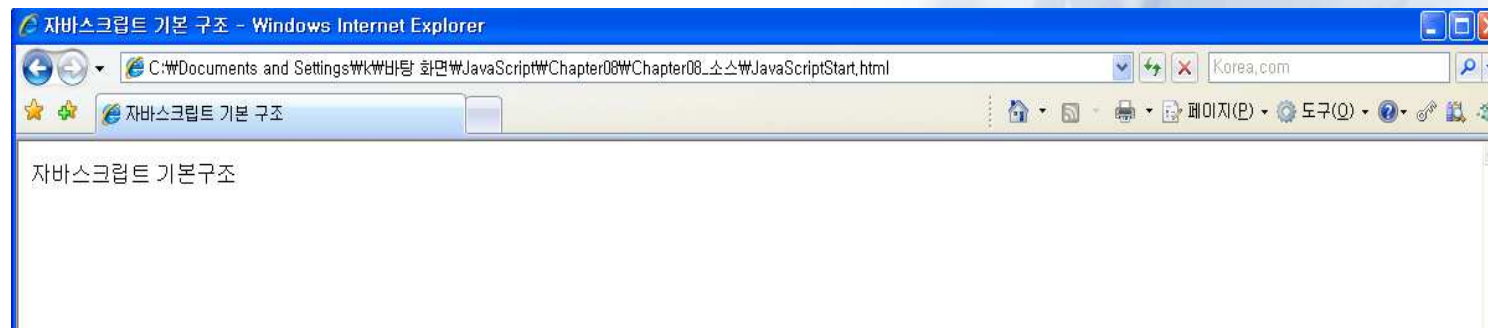 자바스크립트 기본 구조 - Windows Internet Explorer
C:₩Documents and Settings₩k₩바탕 화면₩JavaScript₩Chapter08₩Chapter08_소스₩JavaScriptStart.html
Korea.com
자바스크립트 기본 구조
페이지(P) 도구(O)
자바스크립트 기본구조